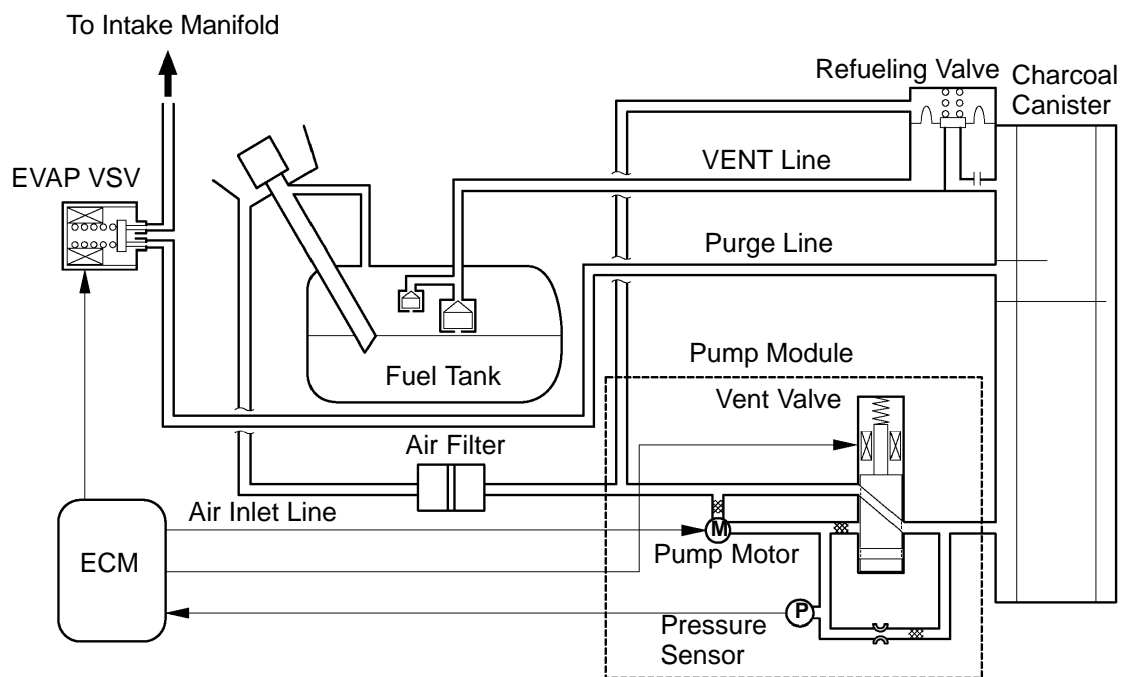 To Intake Manifold
Refueling Valve
Charcoal
Canister
EVAP VSV
VENT Line
Purge Line
Fuel Tank
Pump Module
Vent Valve
Air Filter
Air Inlet Line
M
ECM
Pump Motor
P
Pressure
Sensor